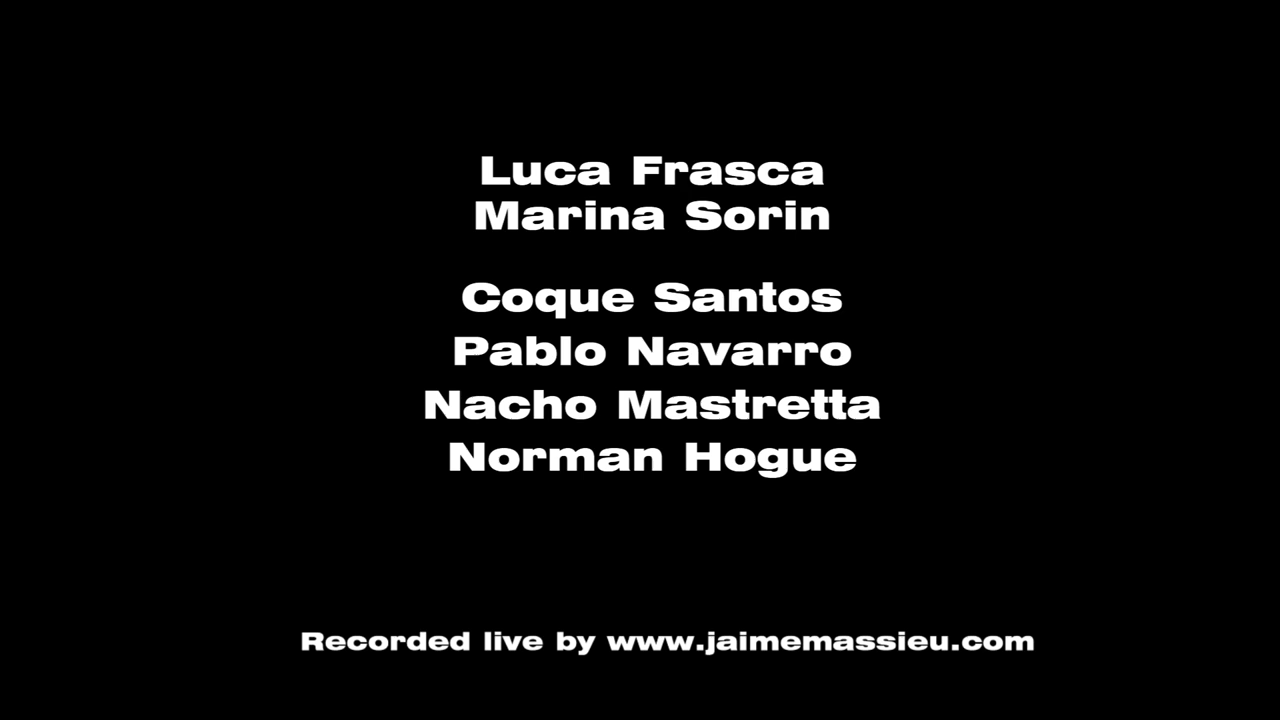 Luca Frasca
Marina Sorin
Coque Santos
Pablo Navarro
Nacho Mastretta
Norman Hogue
Recorded live by www.jaimemassieu.com